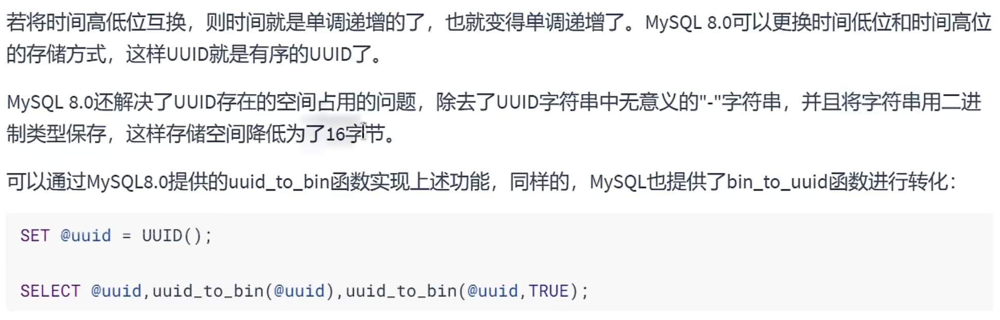 若将时间高低位互换，则时间就是单调递增的了，也就变得单调递增了。MySQL 8.0可以更换时间低位和时间高位
的存储方式，这样UUID就是有序的UUID了。
MySQL 8.0还解决了UUID存在的空间占用的问题，除去了UUID字符串中无意义的"-"字符串，并且将字符串用二进
制类型保存，这样存储空间降低为了16字节。
可以通过MySQL8.0提供的uuid_to_bin函数实现上述功能，同样的，MySQL也提供了bin_to_uuid函数进行转化：
SET @uuid = UUID();
SELECT @uuid,uuid_to_bin(@uuid),uuid_to_bin(@uuid,TRUE);